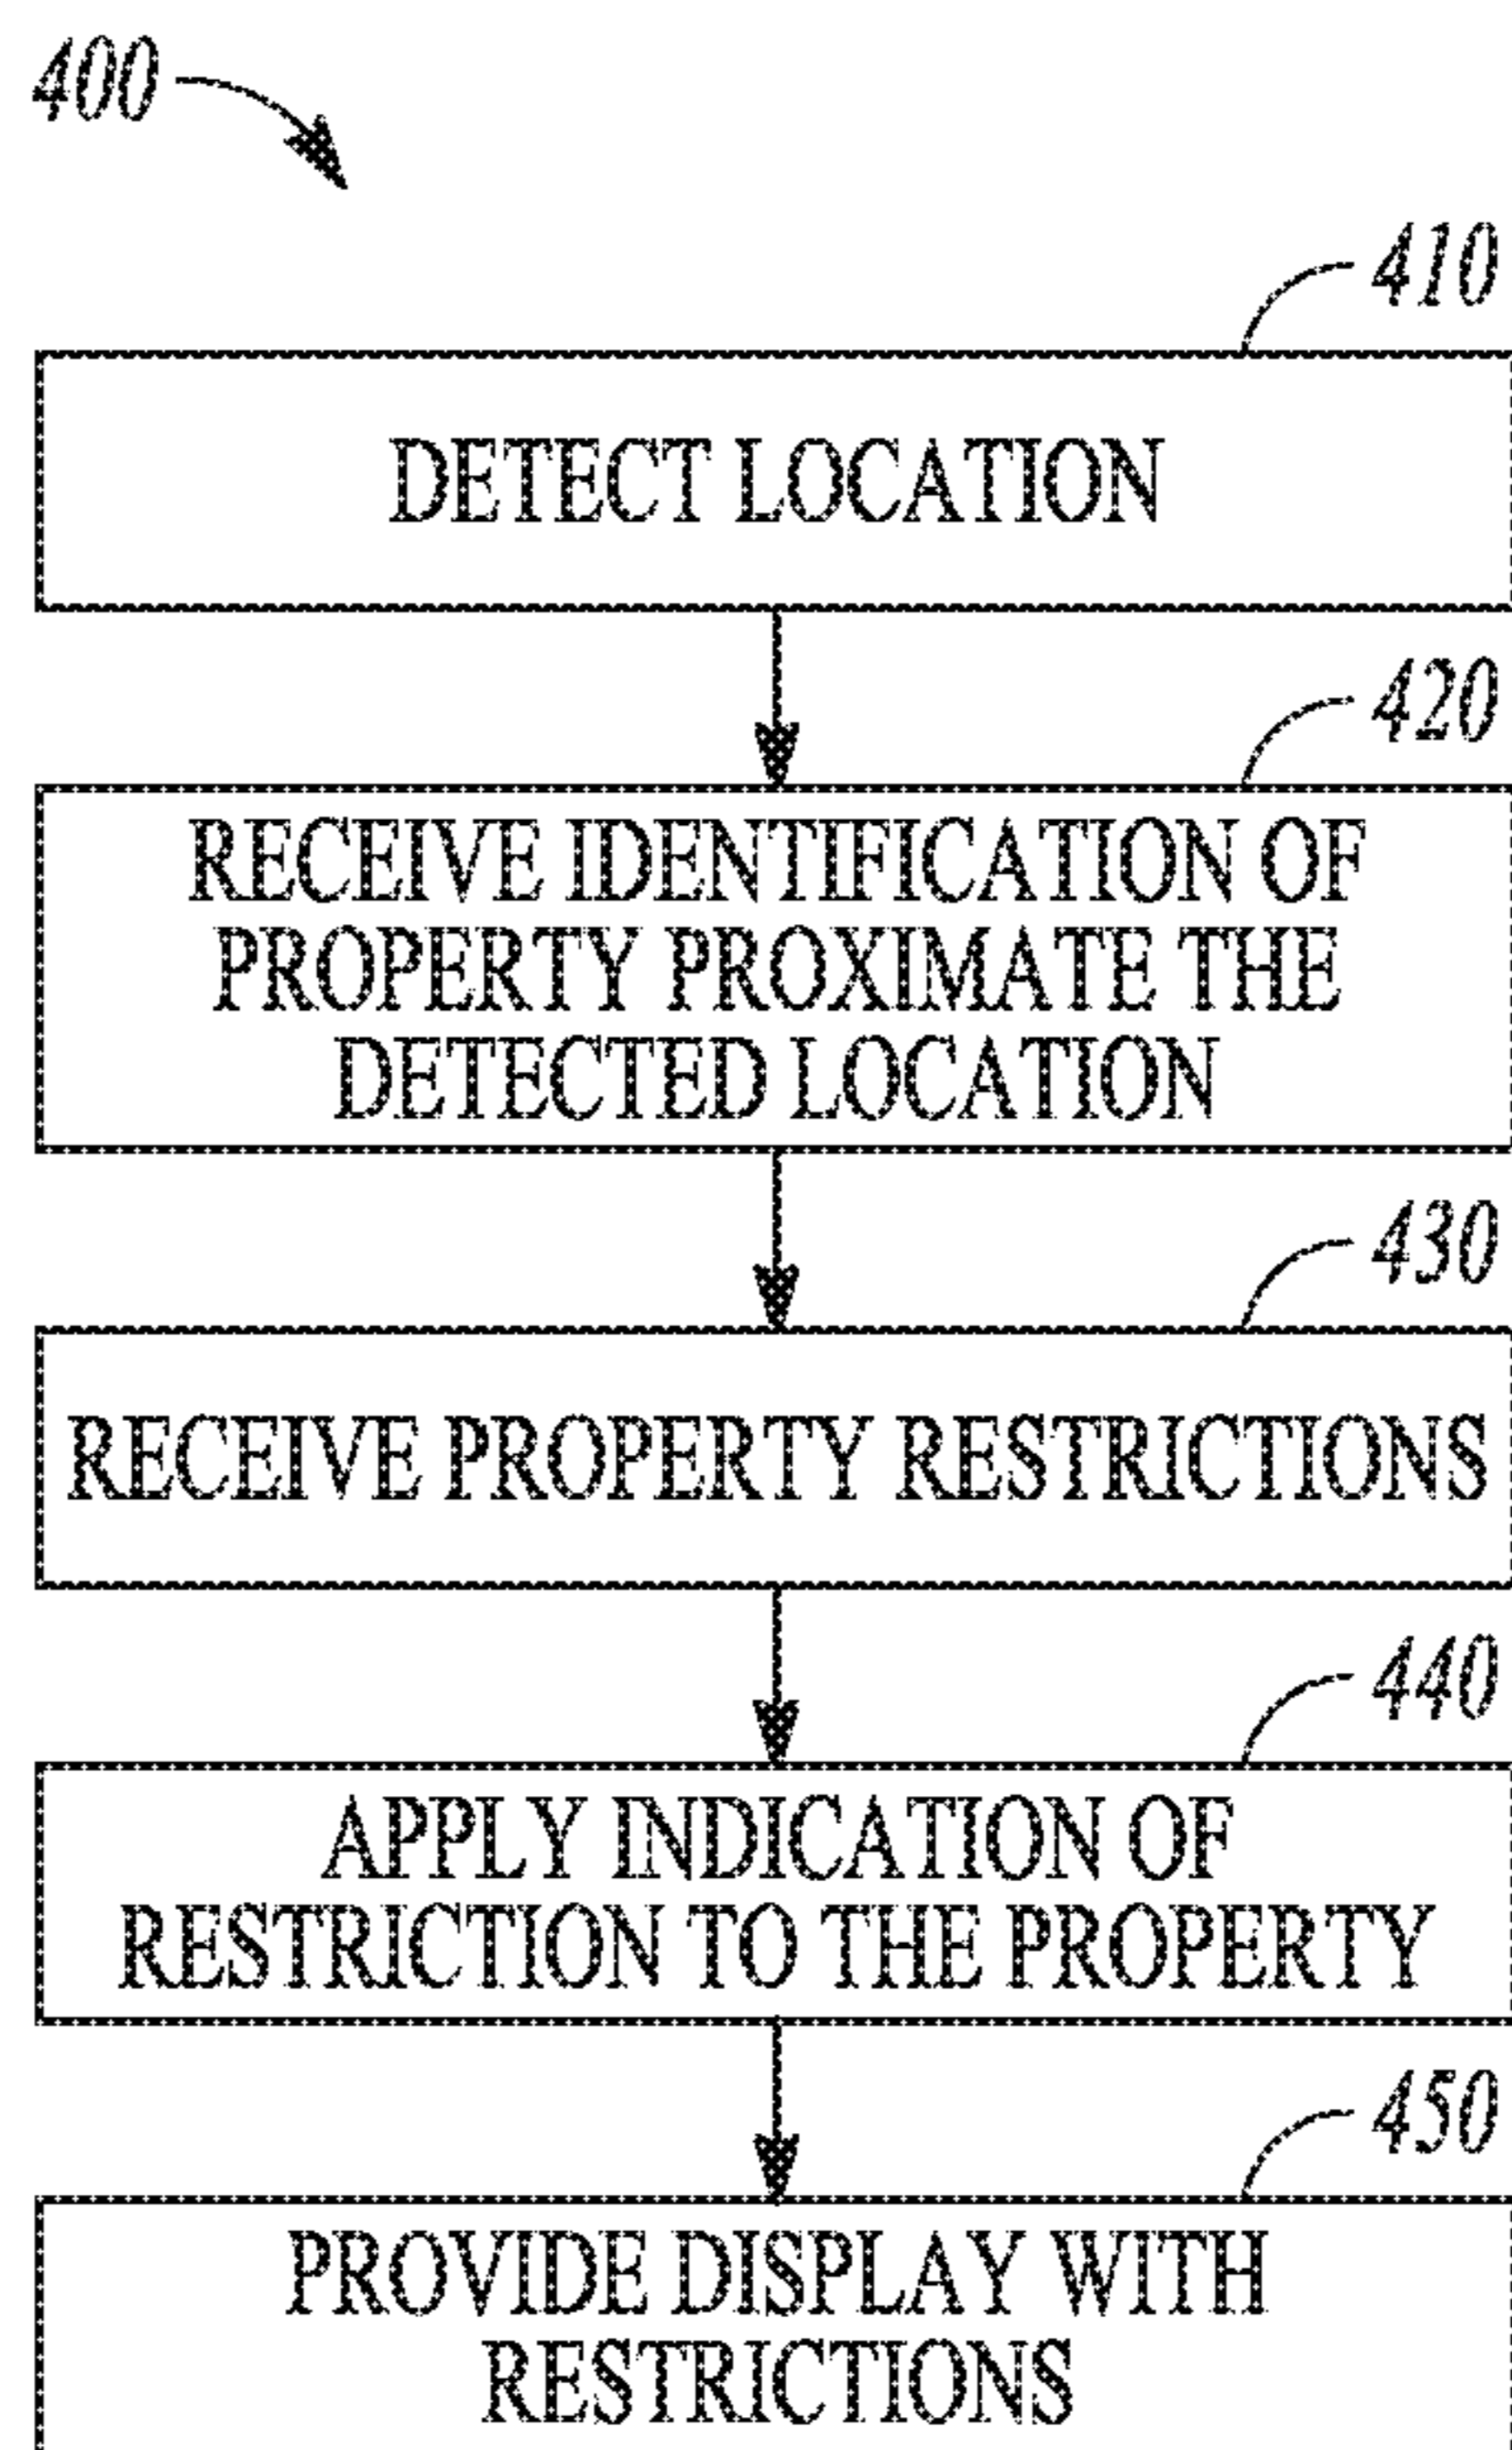 400
410
DETECT LOCATION
420
RECEIVE IDENTIFICATION OF
PROPERTY PROXIMATE THE
DETECTED LOCATION
430
RECEIVE PROPERTY RESTRICTIONS
440
APPLY INDICATION OF
RESTRICTION TO THE PROPERTY
450
PROVIDE DISPLAY WITH
RESTRICTIONS